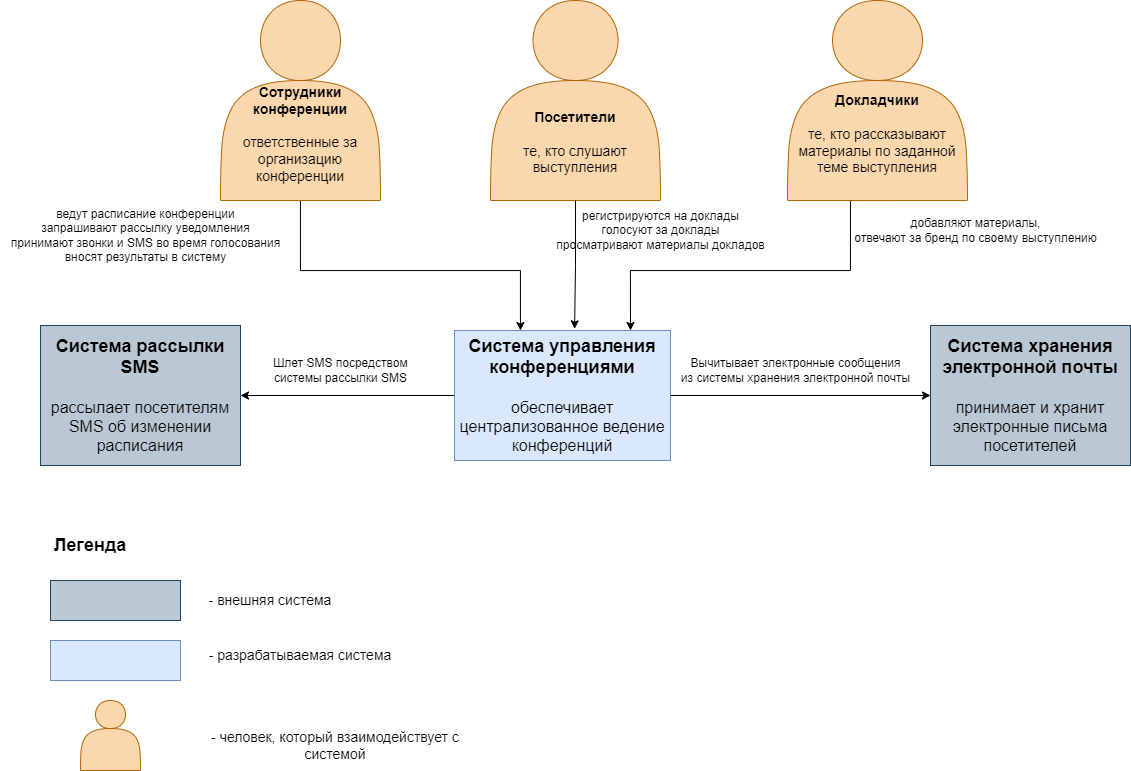 Сотрудники
конференции
ответственные за
организацию
конференции
Посетители
те, кто слушают
выступления
Докладчики
те, кто рассказывают
материалы по заданной
теме выступления
ведут расписание конференции
запрашивают рассылку уведомления
принимают звонки и SMS во время голосования
вносят результаты в систему
регистрируются на доклады
голосуют за доклады
просматривают материалы докладов
добавляют материалы,
отвечают за бренд по своему выступлению
Система рассылки
SMS
рассылает посетителям
SMS об изменении
расписания
Шлет SMS посредством
системы рассылки SMS
Система управления
конференциями
обеспечивает
централизованное ведение
конференций
Вычитывает электронные сообщения
из системы хранения электронной почты
Система хранения
электронной почты
принимает и хранит
электронные письма
посетителей
Легенда
- внешняя система
- разрабатываемая система
- человек, который взаимодействует с
системой